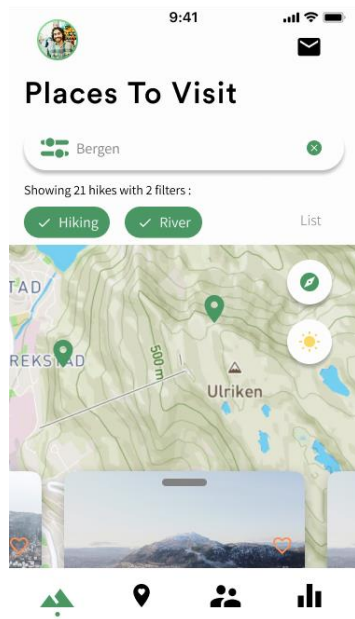 9:41
Places To Visit
Bergen
Showing 21 hikes with 2 filters :
Hiking
River
List
TAD
REKSTAD
500 m
Ulriken